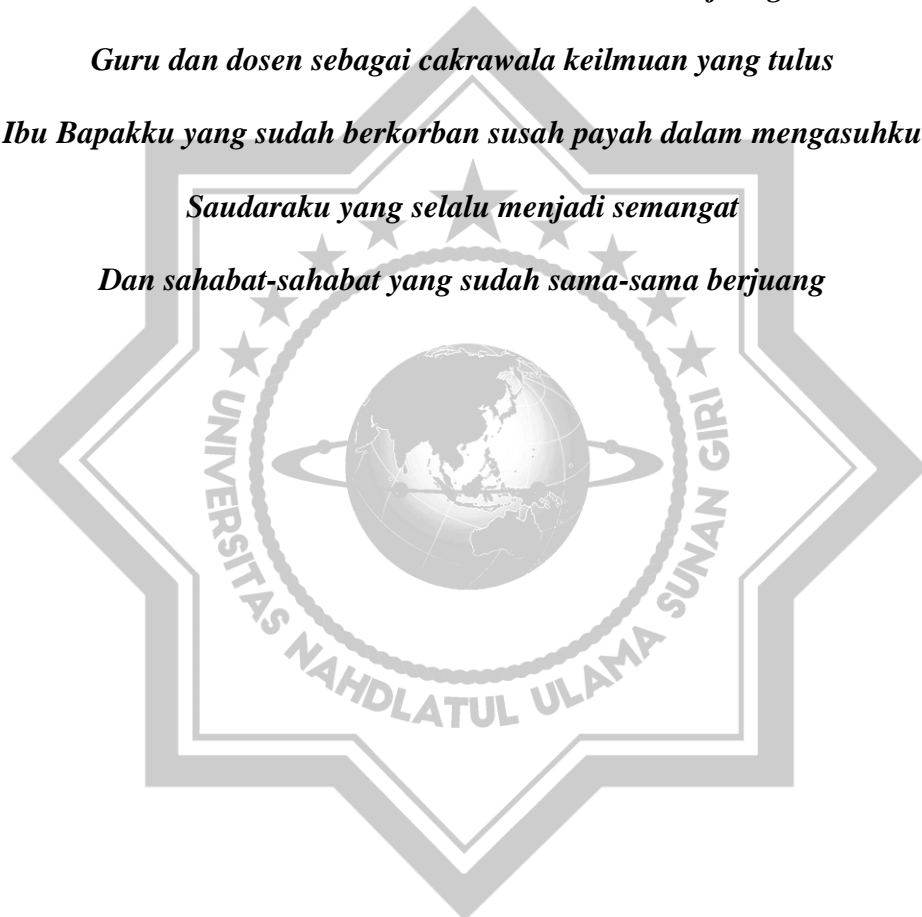 Guru dan dosen sebagai cakrawala keilmuan yang tulus
Ibu Bapakku yang sudah berkorban susah payah dalam mengasuhku
Saudaraku yang selalu menjadi semangat
Dan sahabat-sahabat yang sudah sama-sama berjuang
UNIVERSITAS NAHDLATUL ULAMA SUNAN GIRI